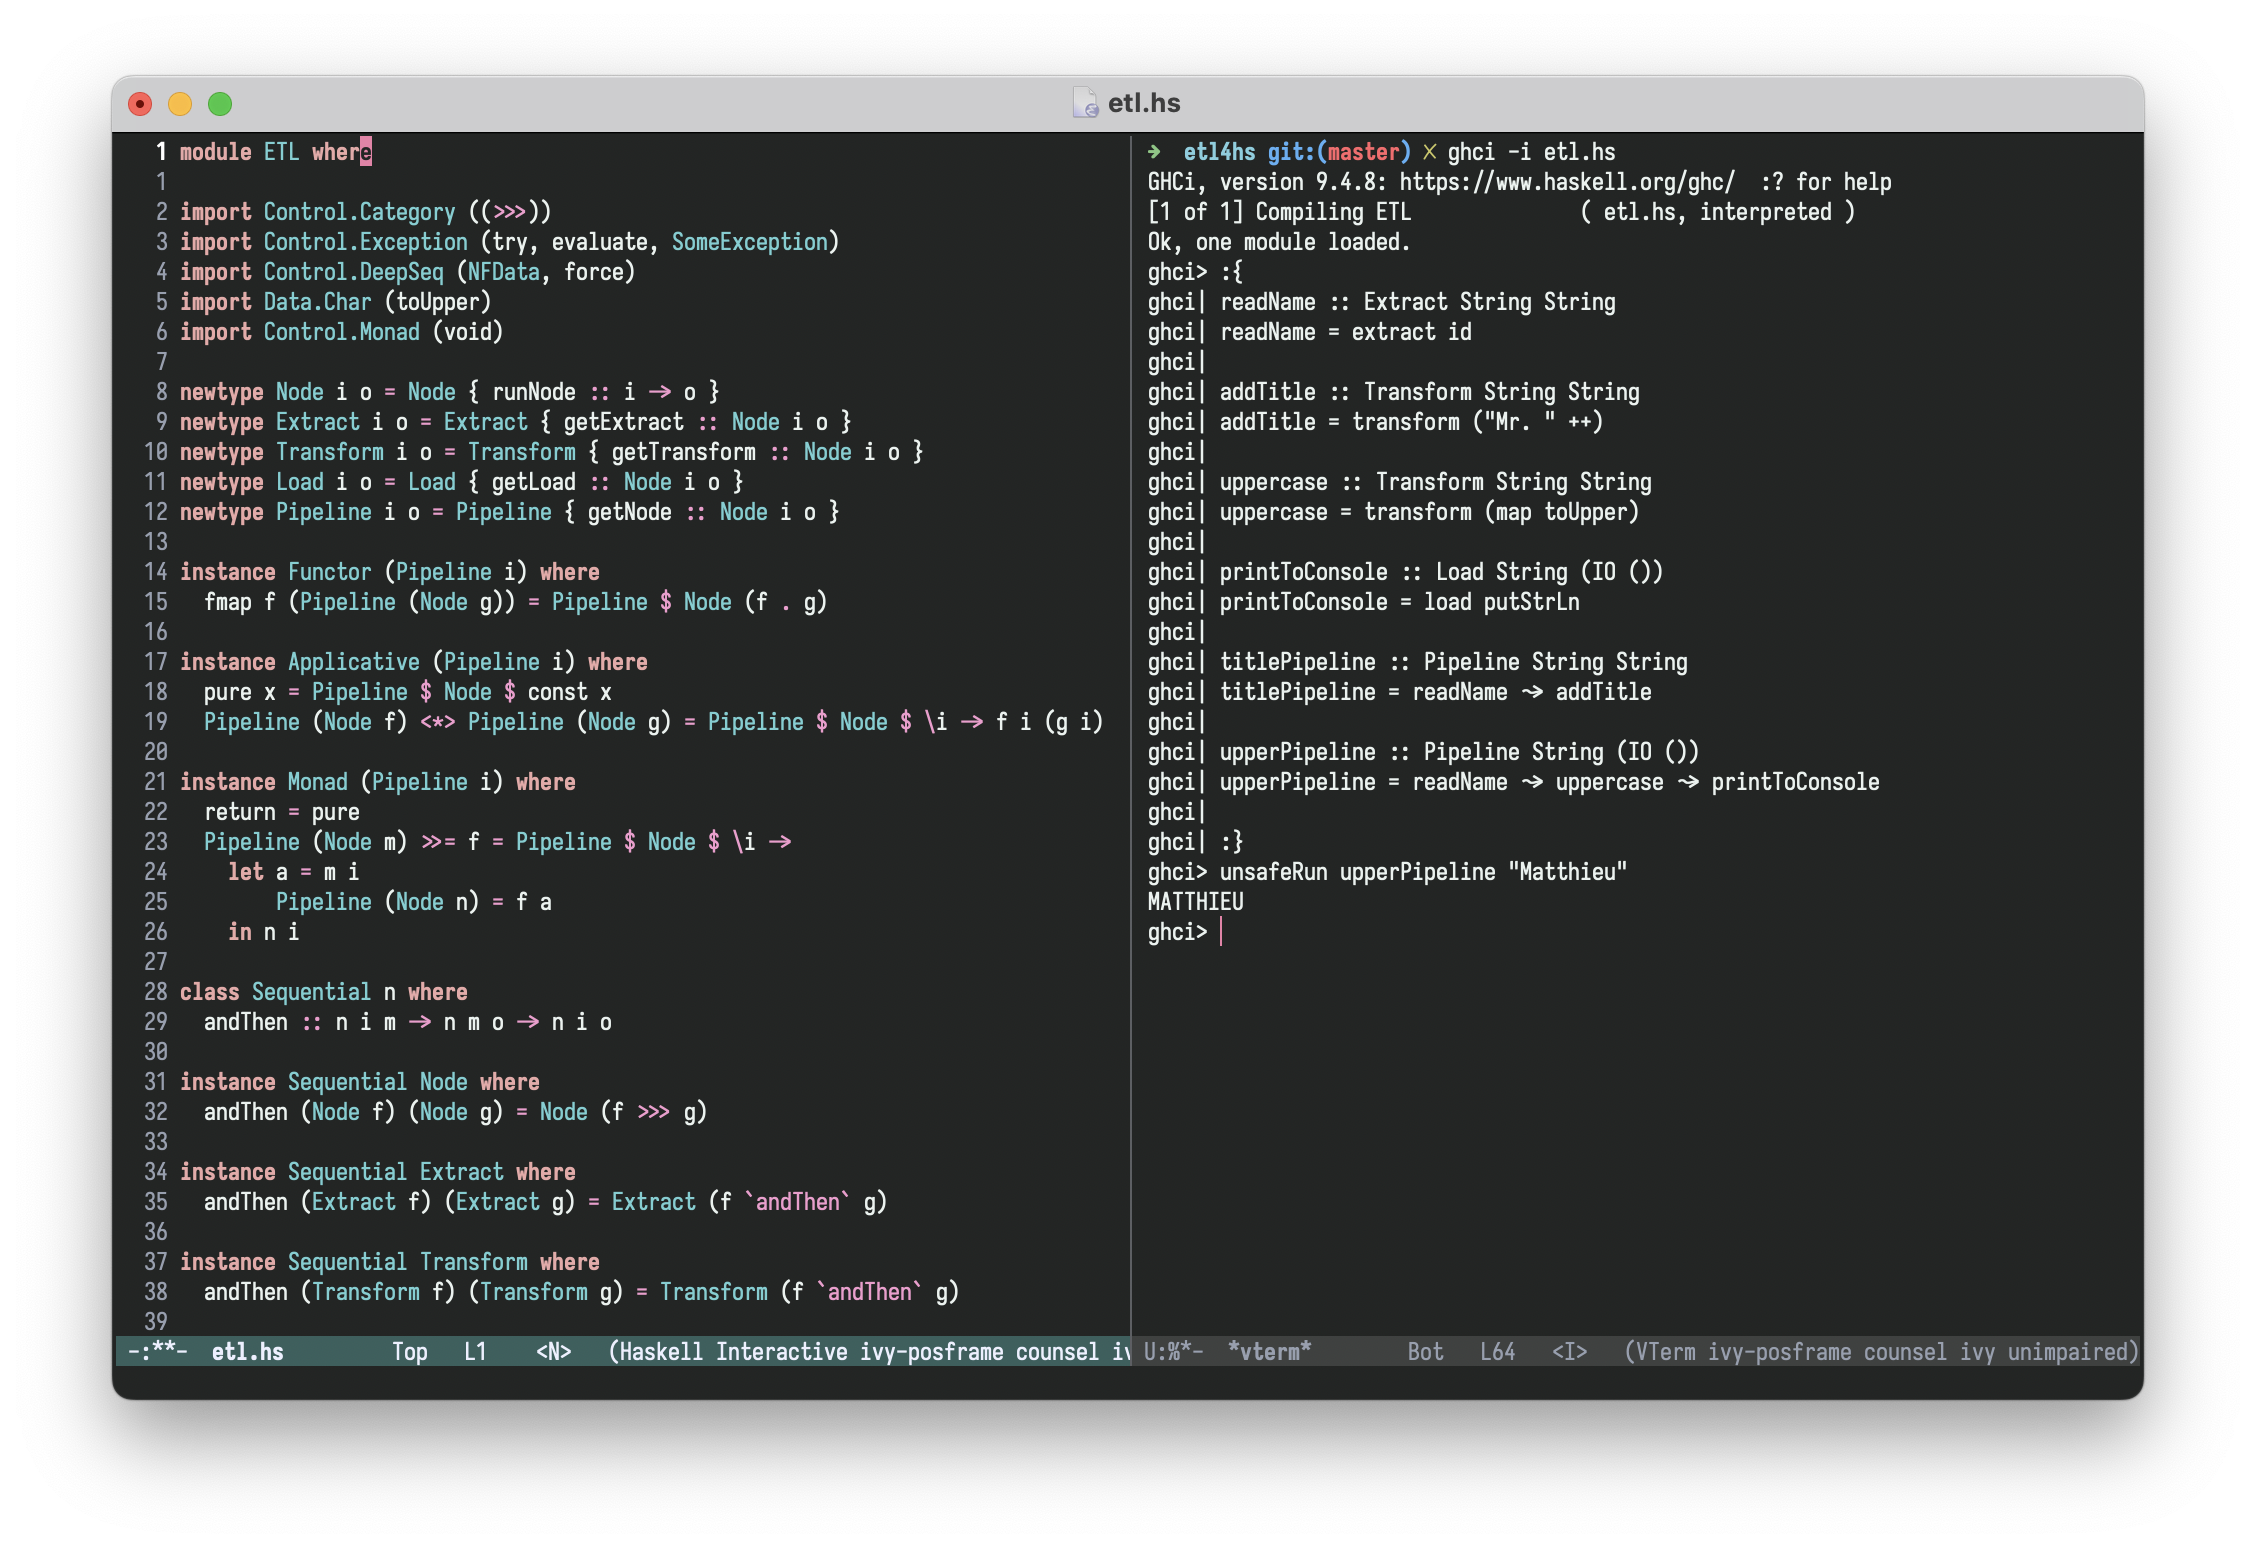 etl.hs
1 module ETL where
1
2 import Control.Category ((>>>))
3 import Control.Exception (try, evaluate, SomeException)
4 import Control.DeepSeq (NFData, force)
5 import Data.Char (toUpper)
6 import Control.Monad (void)
7
8 newtype Node i o = Node { runNode :: i -> o }
9 newtype Extract i o = Extract { getExtract :: Node i o }
10 newtype Transform i o = Transform { getTransform :: Node i o }
11 newtype Load i o = Load { getLoad :: Node i o }
12 newtype Pipeline i o = Pipeline { getNode :: Node i o }
13
14 instance Functor (Pipeline i) where
15   fmap f (Pipeline (Node g)) = Pipeline $ Node (f . g)
16
17 instance Applicative (Pipeline i) where
18   pure x = Pipeline $ Node $ const x
19   Pipeline (Node f) <*> Pipeline (Node g) = Pipeline $ Node $ \i -> f i (g i)
20
21 instance Monad (Pipeline i) where
22   return = pure
23   Pipeline (Node m) >>= f = Pipeline $ Node $ \i ->
24     let a = m i
25         Pipeline (Node n) = f a
26     in n i
27
28 class Sequential n where
29   andThen :: n i m -> n m o -> n i o
30
31 instance Sequential Node where
32   andThen (Node f) (Node g) = Node (f >>> g)
33
34 instance Sequential Extract where
35   andThen (Extract f) (Extract g) = Extract (f `andThen` g)
36
37 instance Sequential Transform where
38   andThen (Transform f) (Transform g) = Transform (f `andThen` g)
39
-:**-  etl.hs         Top   L1    <N>   (Haskell Interactive ivy-posframe counsel iv
➜  etl4hs git:(master) ✗ ghci -i etl.hs
GHCi, version 9.4.8: https://www.haskell.org/ghc/  :? for help
[1 of 1] Compiling ETL              ( etl.hs, interpreted )
Ok, one module loaded.
ghci> :{
ghci| readName :: Extract String String
ghci| readName = extract id
ghci|
ghci| addTitle :: Transform String String
ghci| addTitle = transform ("Mr. " ++)
ghci|
ghci| uppercase :: Transform String String
ghci| uppercase = transform (map toUpper)
ghci|
ghci| printToConsole :: Load String (IO ())
ghci| printToConsole = load putStrLn
ghci|
ghci| titlePipeline :: Pipeline String String
ghci| titlePipeline = readName ~> addTitle
ghci|
ghci| upperPipeline :: Pipeline String (IO ())
ghci| upperPipeline = readName ~> uppercase ~> printToConsole
ghci|
ghci| :}
ghci> unsafeRun upperPipeline "Matthieu"
MATTHIEU
ghci>
U:%*-  *vterm*        Bot   L64   <I>   (VTerm ivy-posframe counsel ivy unimpaired)